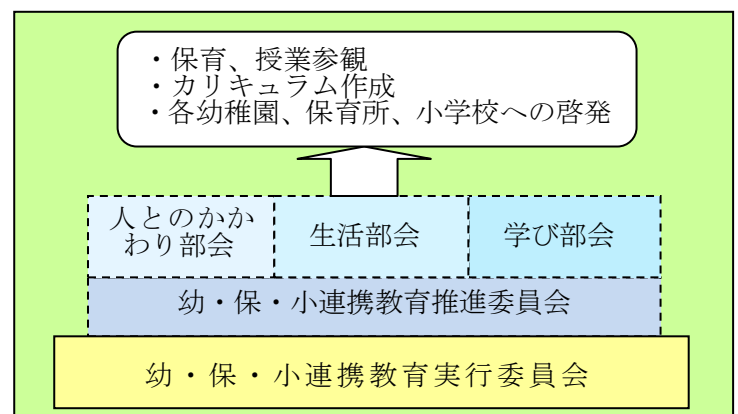 ・保育、授業参観
・カリキュラム作成
・各幼稚園、保育所、小学校への啓発
人とのかか
わり部会
生活部会
学び部会
幼・保・小連携教育推進委員会
幼・保・小連携教育実行委員会